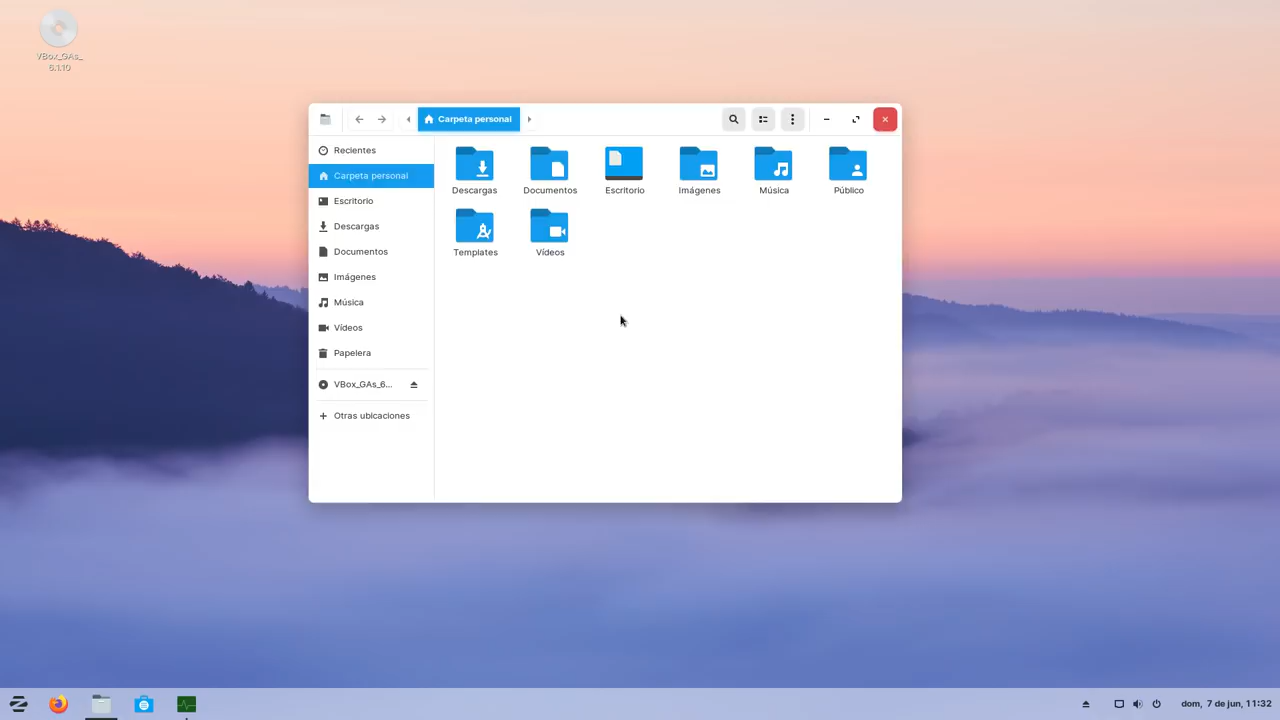 VBox_GAs_
6.1.10
Carpeta personal
Recientes
Carpeta personal
Escritorio
Descargas
Documentos
Imágenes
Música
Vídeos
Papelera
VBox_GAs_6...
Otras ubicaciones
Descargas
Documentos
Escritorio
Imágenes
Música
Público
Templates
Vídeos
dom, 7 de jun, 11:32